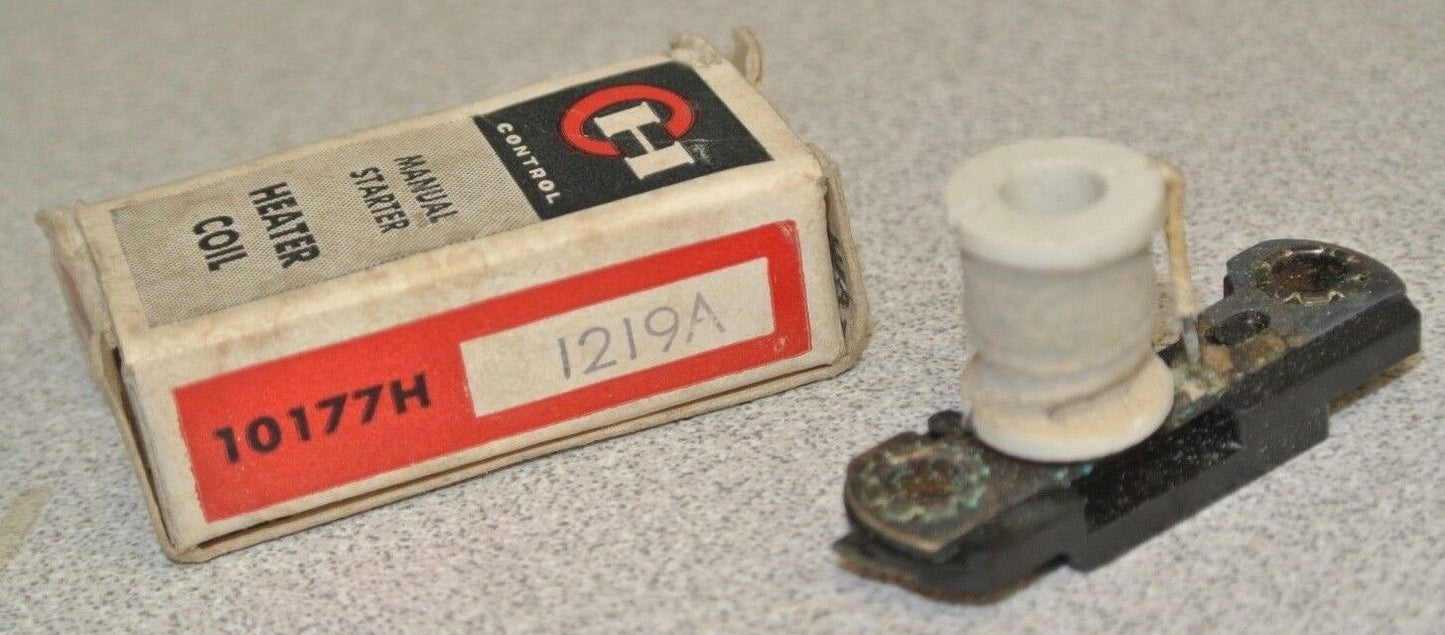 CH
CONTROL
MANUAL
STARTER
HEATER
COIL
10177H
1219A